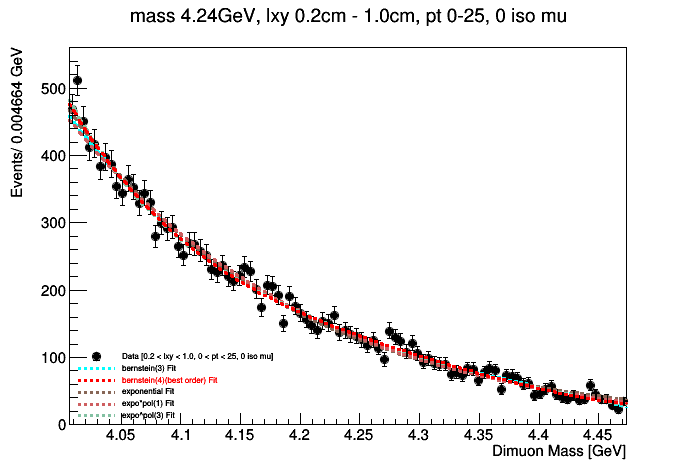 mass 4.24GeV, lxy 0.2cm - 1.0cm, pt 0-25, 0 iso mu
Events/ 0.004664 GeV
500
400
300
200
100
0
Data [0.2 < lxy < 1.0, 0 < pt < 25, 0 iso mu]
bernstein(3) Fit
bernstein(4)(best order) Fit
exponential Fit
expo*pol(1) Fit
expo*pol(3) Fit
4.05 4.1 4.15 4.2 4.25 4.3 4.35 4.4 4.45
Dimuon Mass [GeV]